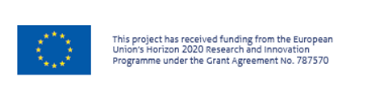 This project has received funding from the European
Union's Horizon 2020 Research and Innovation
Programme under the Grant Agreement No. 787570